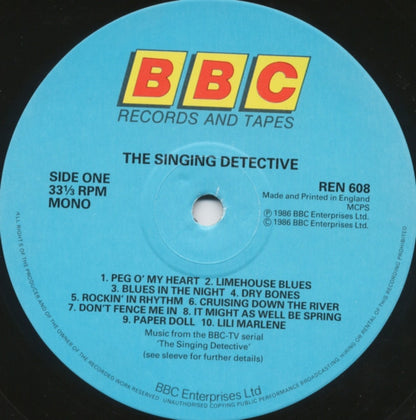 BBC
RECORDS AND TAPES
THE SINGING DETECTIVE
SIDE ONE
33⅓ RPM
MONO
REN 608
Made and Printed in England
MCPS
Ⓟ 1986 BBC Enterprises Ltd.
© 1986 BBC Enterprises Ltd.
1. PEG O' MY HEART 2. LIMEHOUSE BLUES
3. BLUES IN THE NIGHT 4. DRY BONES
5. ROCKIN' IN RHYTHM 6. CRUISING DOWN THE RIVER
7. DON'T FENCE ME IN 8. IT MIGHT AS WELL BE SPRING
9. PAPER DOLL 10. LILI MARLENE
Music from the BBC-TV serial
'The Singing Detective'
(see sleeve for further details)
BBC Enterprises Ltd
ALL RIGHTS OF THE PRODUCER AND OF THE OWNER OF THE RECORDED WORK RESERVED. UNAUTHORISED COPYING PUBLIC PERFORMANCE BROADCASTING HIRING OR RENTAL OF THIS RECORDING PROHIBITED